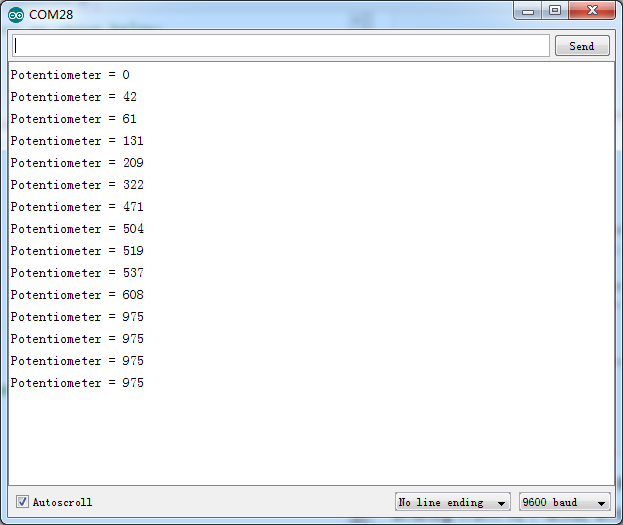 COM28
Send
Potentiometer = 0
Potentiometer = 42
Potentiometer = 61
Potentiometer = 131
Potentiometer = 209
Potentiometer = 322
Potentiometer = 471
Potentiometer = 504
Potentiometer = 519
Potentiometer = 537
Potentiometer = 608
Potentiometer = 975
Potentiometer = 975
Potentiometer = 975
Potentiometer = 975
Autoscroll No line ending 9600 baud